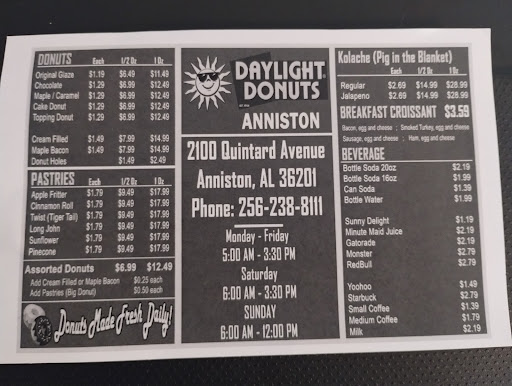 DONUTS Each 1/2 Dz 1 Dz
Original Glaze $1.19 $6.49 $11.49
Chocolate $1.29 $6.49 $12.49
Maple / Caramel $1.29 $6.49 $12.49
Cake Donut $1.29 $6.49 $12.49
Topping Donut $1.29 $6.49 $12.49
Cream Filled $1.49 $7.99 $14.99
Maple Bacon $1.49 $7.99 $14.99
Donut Holes $1.49 $2.49
PASTRIES Each 1/2 Dz 1 Dz
Apple Fritter $1.79 $9.49 $17.99
Cinnamon Roll $1.79 $9.49 $17.99
Twist (Tiger Tail) $1.79 $9.49 $17.99
Long John $1.79 $9.49 $17.99
Sunflower $1.79 $9.49 $17.99
Pinecone $1.79 $9.49 $17.99
Assorted Donuts $6.99 $12.49
Add Cream Filled or Maple Bacon $0.25 each
Add Pastries (Big Donut) $0.50 each
Donuts Made Fresh Daily!
DAYLIGHT
DONUTS
ANNISTON
2100 Quintard Avenue
Anniston, AL 36201
Phone: 256-238-8111
Monday - Friday
5:00 AM - 3:30 PM
Saturday
6:00 AM - 3:30 PM
SUNDAY
6:00 AM - 12:00 PM
Kolache (Pig in the Blanket)
Each 1/2 Dz 1 Dz
Regular $2.69 $14.99 $28.99
Jalapeno $2.69 $14.99 $28.99
BREAKFAST CROISSANT $3.59
Bacon, egg and cheese ; Smoked Turkey, egg and cheese
Sausage, egg and cheese ; Ham, egg and cheese
BEVERAGE
Bottle Soda 20oz $2.19
Bottle Soda 16oz $1.99
Can Soda $1.39
Bottle Water $1.99
Sunny Delight $1.19
Minute Maid Juice $2.19
Gatorade $2.19
Monster $2.79
RedBull $2.79
Yoohoo $1.49
Starbuck $2.79
Small Coffee $1.39
Medium Coffee $1.79
Milk $2.19